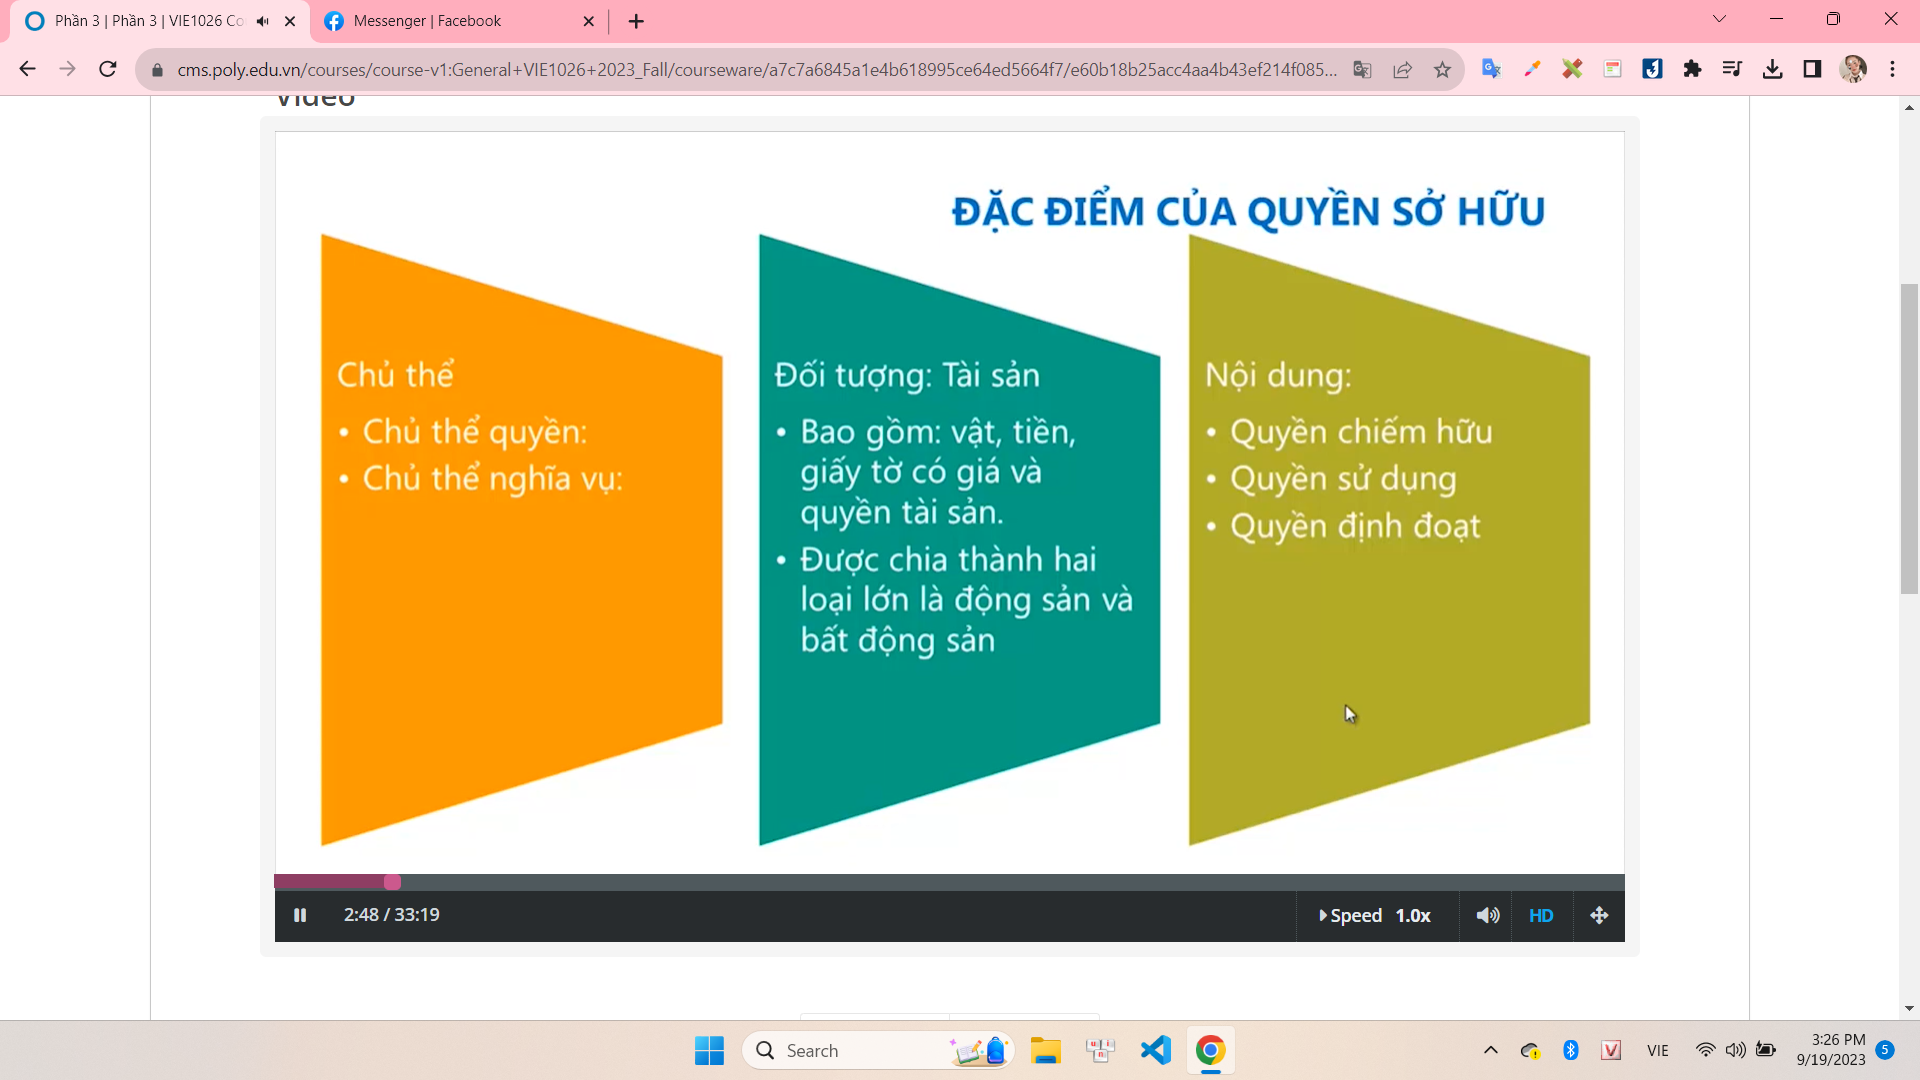 Phần 3 | Phần 3 | VIE1026 Co
Messenger | Facebook
cms.poly.edu.vn/courses/course-v1:General+VIE1026+2023_Fall/courseware/a7c7a6845a1e4b618995ce64ed5664f7/e60b18b25acc4aa4b43ef214f085...
Video
ĐẶC ĐIỂM CỦA QUYỀN SỞ HỮU
Chủ thể
• Chủ thể quyền:
• Chủ thể nghĩa vụ:
Đối tượng: Tài sản
• Bao gồm: vật, tiền,
giấy tờ có giá và
quyền tài sản.
• Được chia thành hai
loại lớn là động sản và
bất động sản
Nội dung:
• Quyền chiếm hữu
• Quyền sử dụng
• Quyền định đoạt
2:48 / 33:19
Speed 1.0x
HD
Search
VIE
3:26 PM
9/19/2023
5